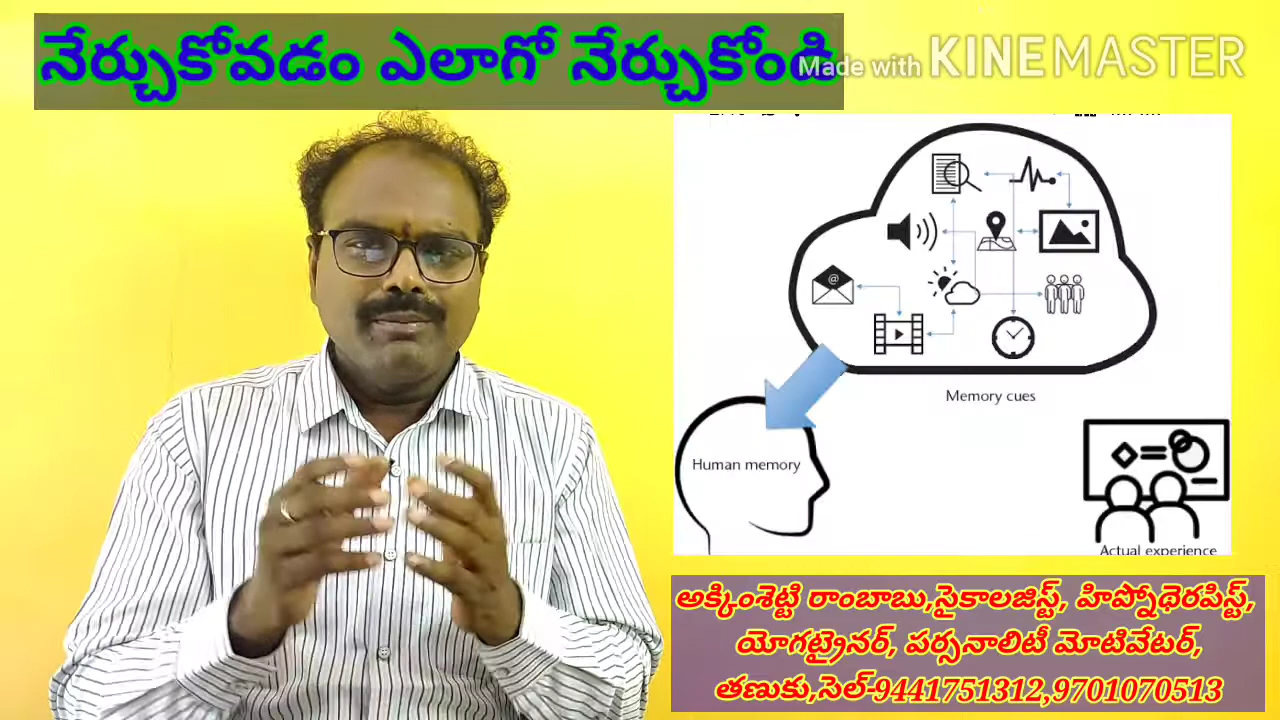 నేర్చుకోవడం ఎలాగో నేర్చుకోండి
Made with KINEMASTER
@
Memory cues
Human memory
Actual experience
అక్కింశెట్టి రాంబాబు,సైకాలజిస్ట్, హిప్నోథెరపిస్ట్,
యోగట్రైనర్, పర్సనాలిటీ మోటివేటర్,
తణుకు,సెల్-9441751312,9701070513